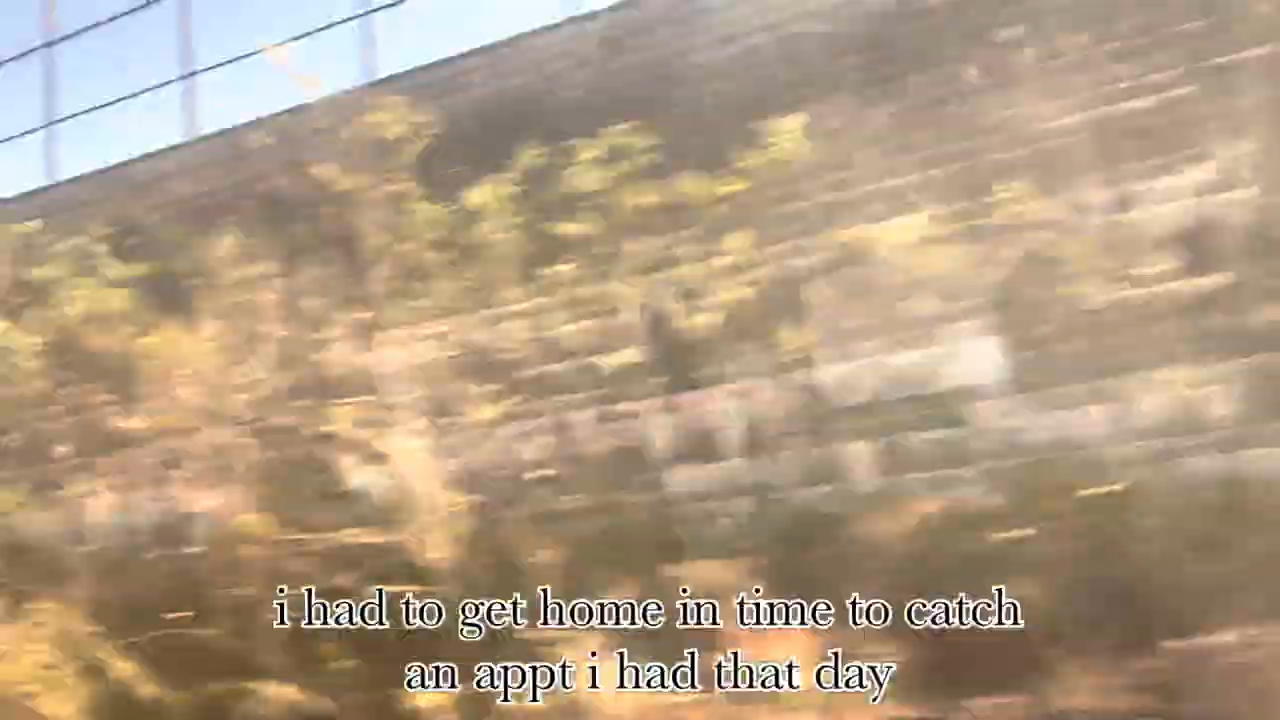 i had to get home in time to catch
an appt i had that day